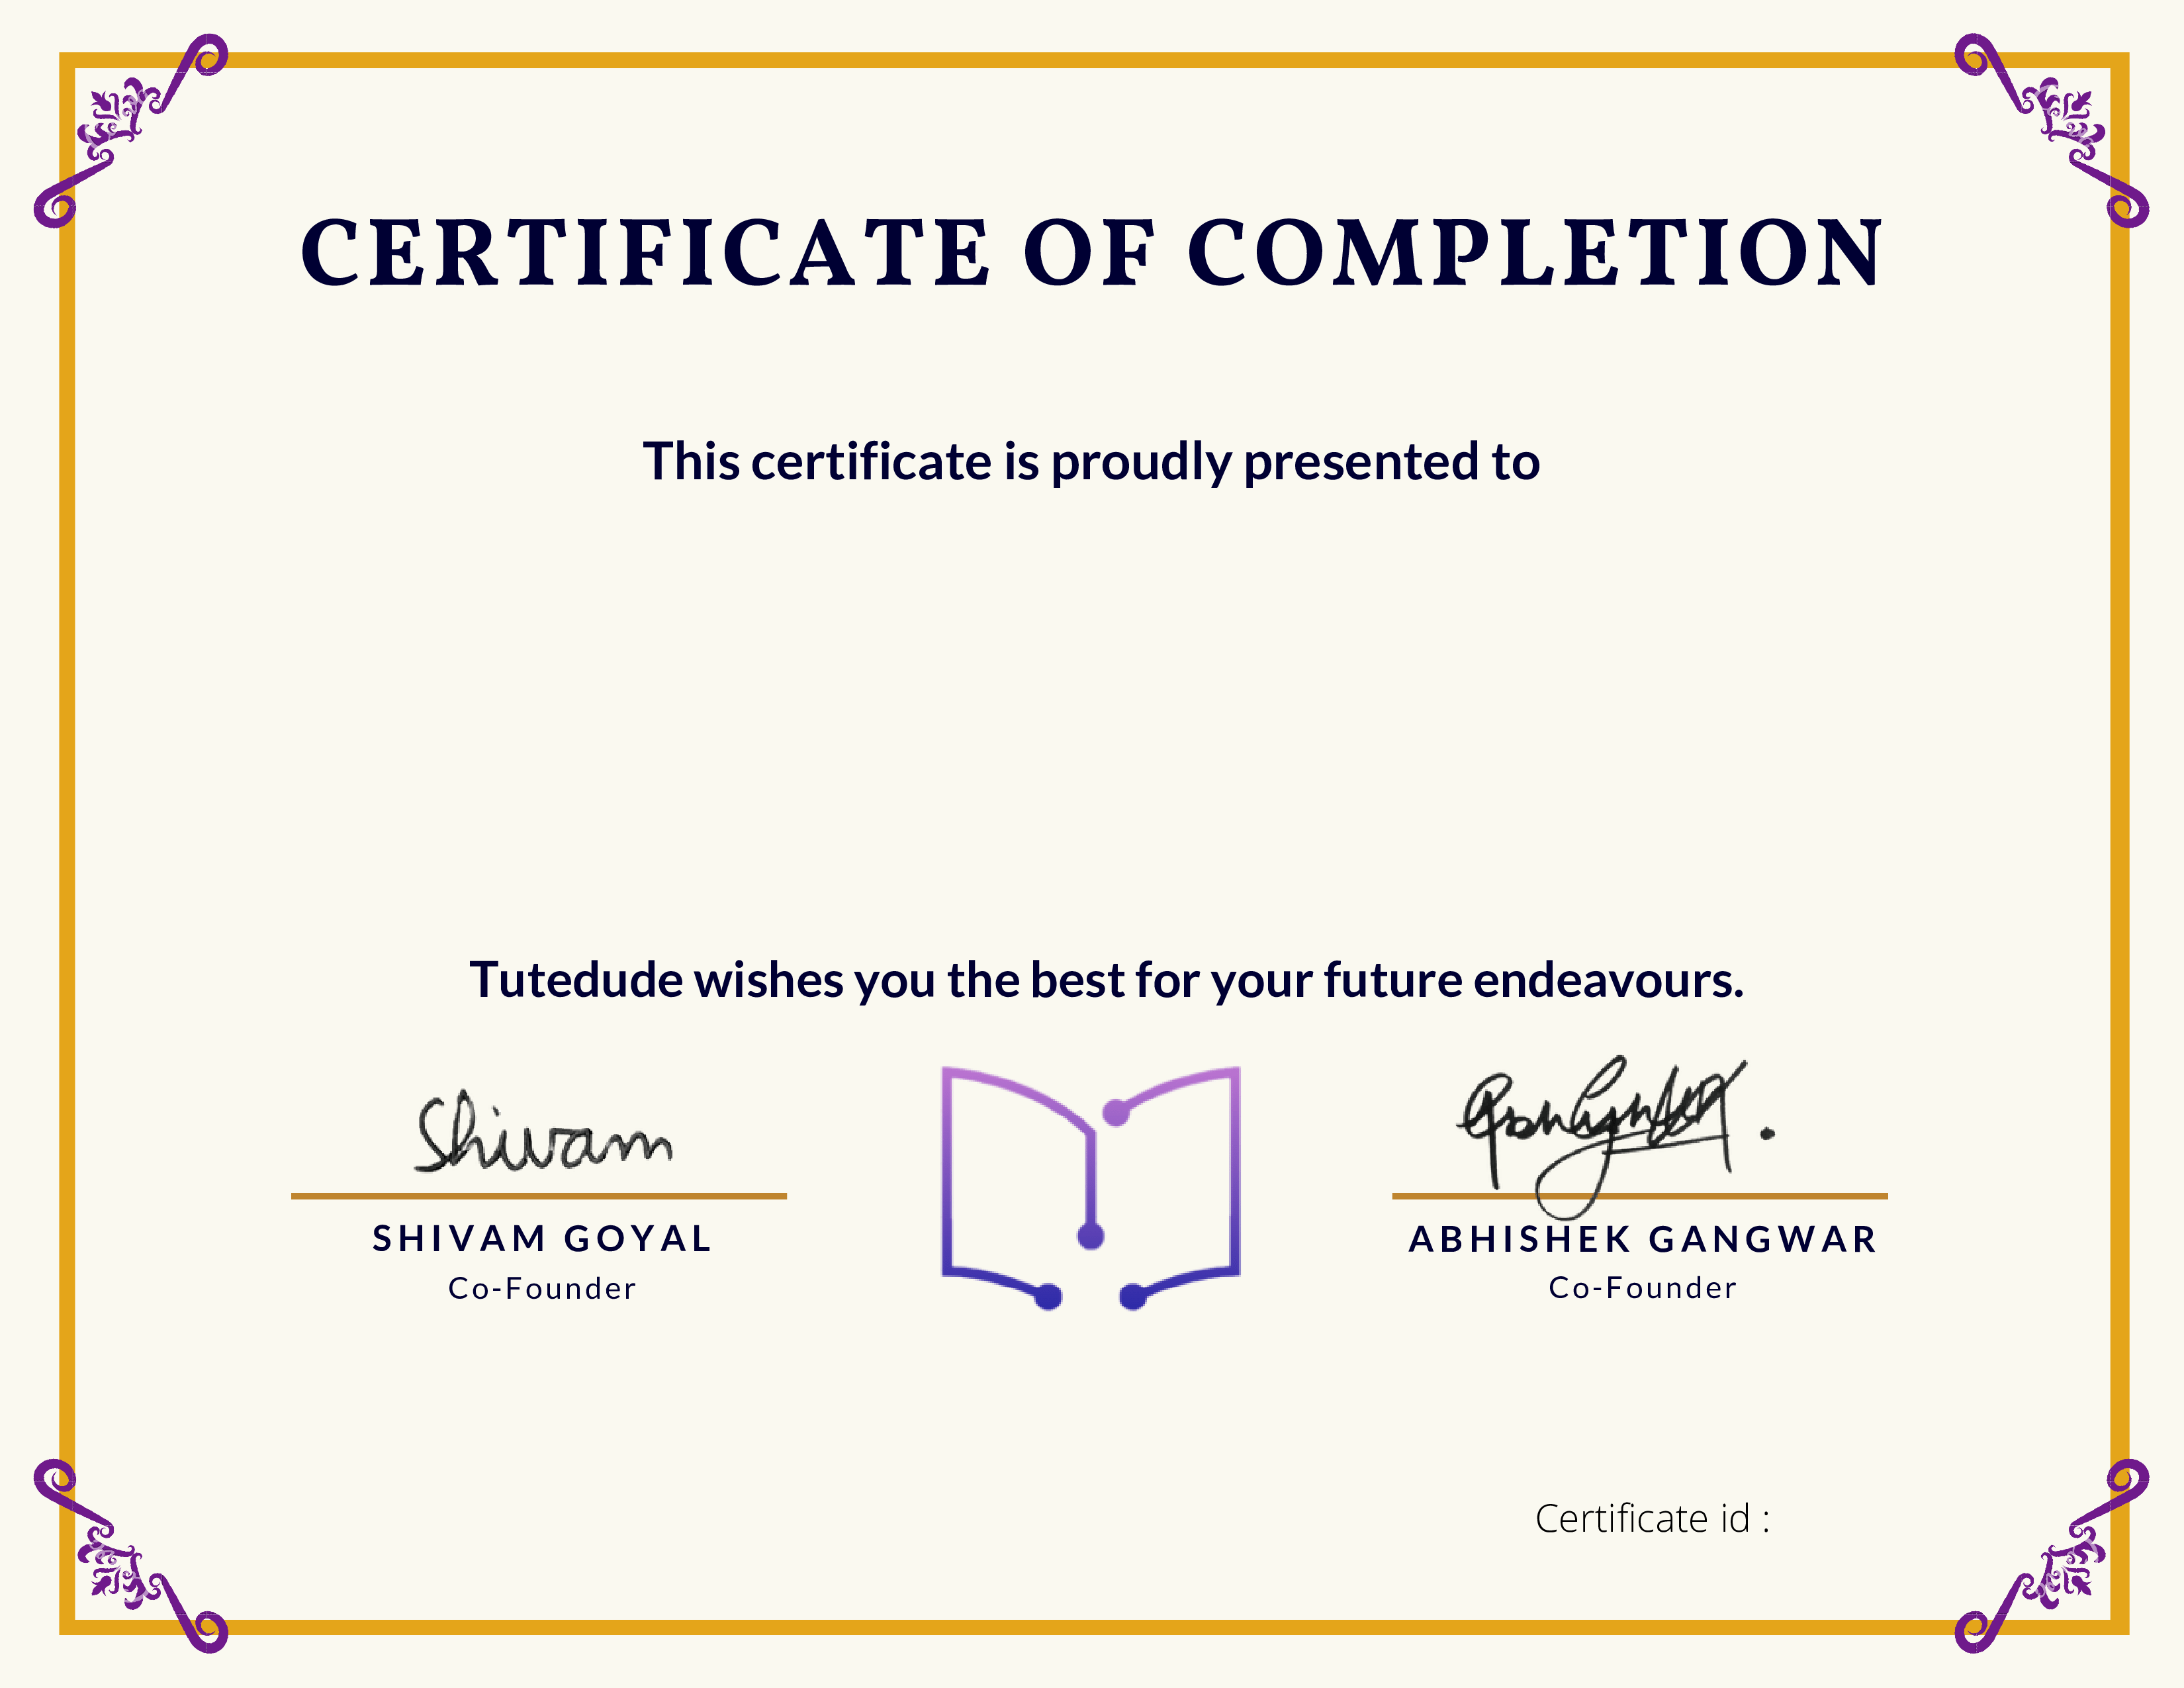 CERTIFICATE OF COMPLETION
This certificate is proudly presented to
Tutedude wishes you the best for your future endeavours.
Shivam
SHIVAM GOYAL
Co-Founder
ABHISHEK GANGWAR
Co-Founder
Certificate id :